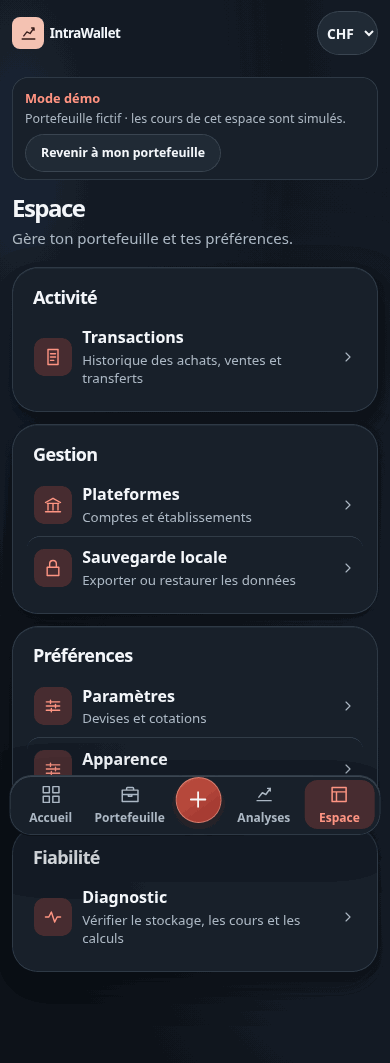 IntraWallet
CHF
Mode démo
Portefeuille fictif · les cours de cet espace sont simulés.
Revenir à mon portefeuille
Espace
Gère ton portefeuille et tes préférences.
Activité
Transactions
Historique des achats, ventes et
transferts
Gestion
Plateformes
Comptes et établissements
Sauvegarde locale
Exporter ou restaurer les données
Préférences
Paramètres
Devises et cotations
Apparence
Accueil
Portefeuille
Analyses
Espace
Fiabilité
Diagnostic
Vérifier le stockage, les cours et les
calculs